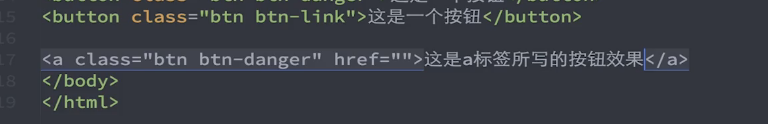 15 <button class="btn btn-link">这是一个按钮</button>
16
17 <a class="btn btn-danger" href="">这是a标签所写的按钮效果</a>
18 </body>
19 </html>